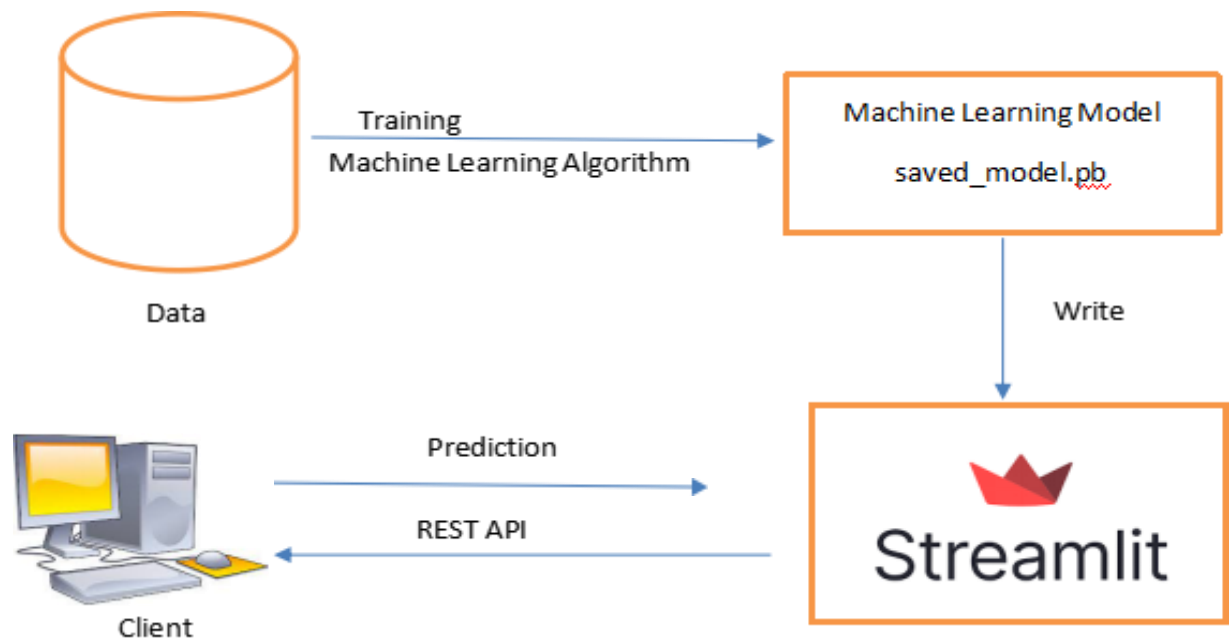 Training
Machine Learning Algorithm
Machine Learning Model
saved_model.pb
Data
Write
Prediction
REST API
Streamlit
Client